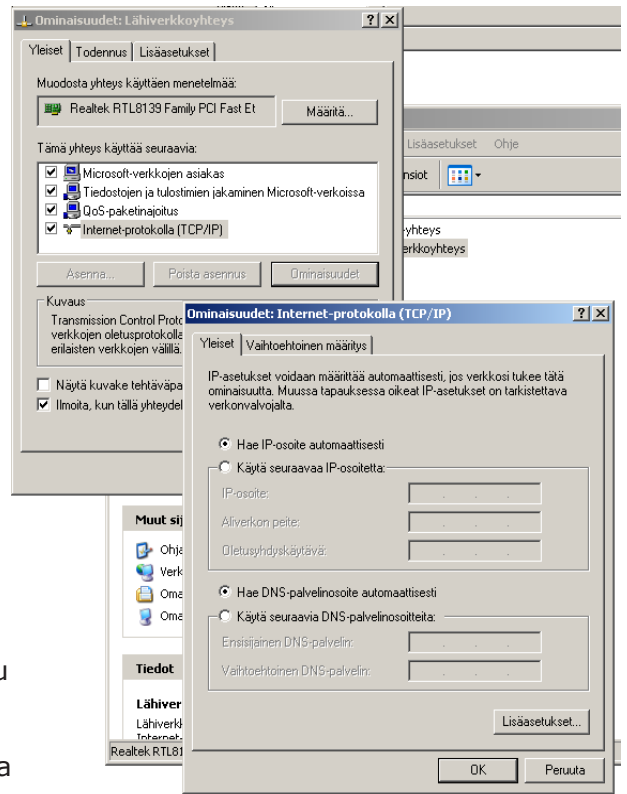 Ominaisuudet: Lähiverkkoyhteys
Yleiset
Todennus
Lisäasetukset
Muodosta yhteys käyttäen menetelmää:
Realtek RTL8139 Family PCI Fast Et
Määritä...
Tämä yhteys käyttää seuraavia:
Microsoft-verkkojen asiakas
Tiedostojen ja tulostimien jakaminen Microsoft-verkoissa
QoS-paketinajoitus
Internet-protokolla (TCP/IP)
Asenna...
Poista asennus
Ominaisuudet
Kuvaus
Transmission Control Proto
verkkojen oletusprotokolla
erilaisten verkkojen välillä.
Näytä kuvake tehtäväpa
Ilmoita, kun tällä yhteydel
Lisäasetukset
Ohje
nsiot
-yhteys
erkkoyhteys
Ominaisuudet: Internet-protokolla (TCP/IP)
Yleiset
Vaihtoehtoinen määritys
IP-asetukset voidaan määrittää automaattisesti, jos verkkosi tukee tätä
ominaisuutta. Muussa tapauksessa oikeat IP-asetukset on tarkistettava
verkonvalvojalta.
Hae IP-osoite automaattisesti
Käytä seuraavaa IP-osoitetta:
IP-osoite:
Aliverkon peite:
Oletusyhdyskäytävä:
Hae DNS-palvelinosoite automaattisesti
Käytä seuraavia DNS-palvelinosoitteita:
Ensisijainen DNS-palvelin:
Vaihtoehtoinen DNS-palvelin:
Lisäasetukset...
OK
Peruuta
Muut sij
Ohja
Verk
Oma
Oma
Tiedot
Lähiver
Lähiverkk
Internet-
Realtek RTL81
u
a